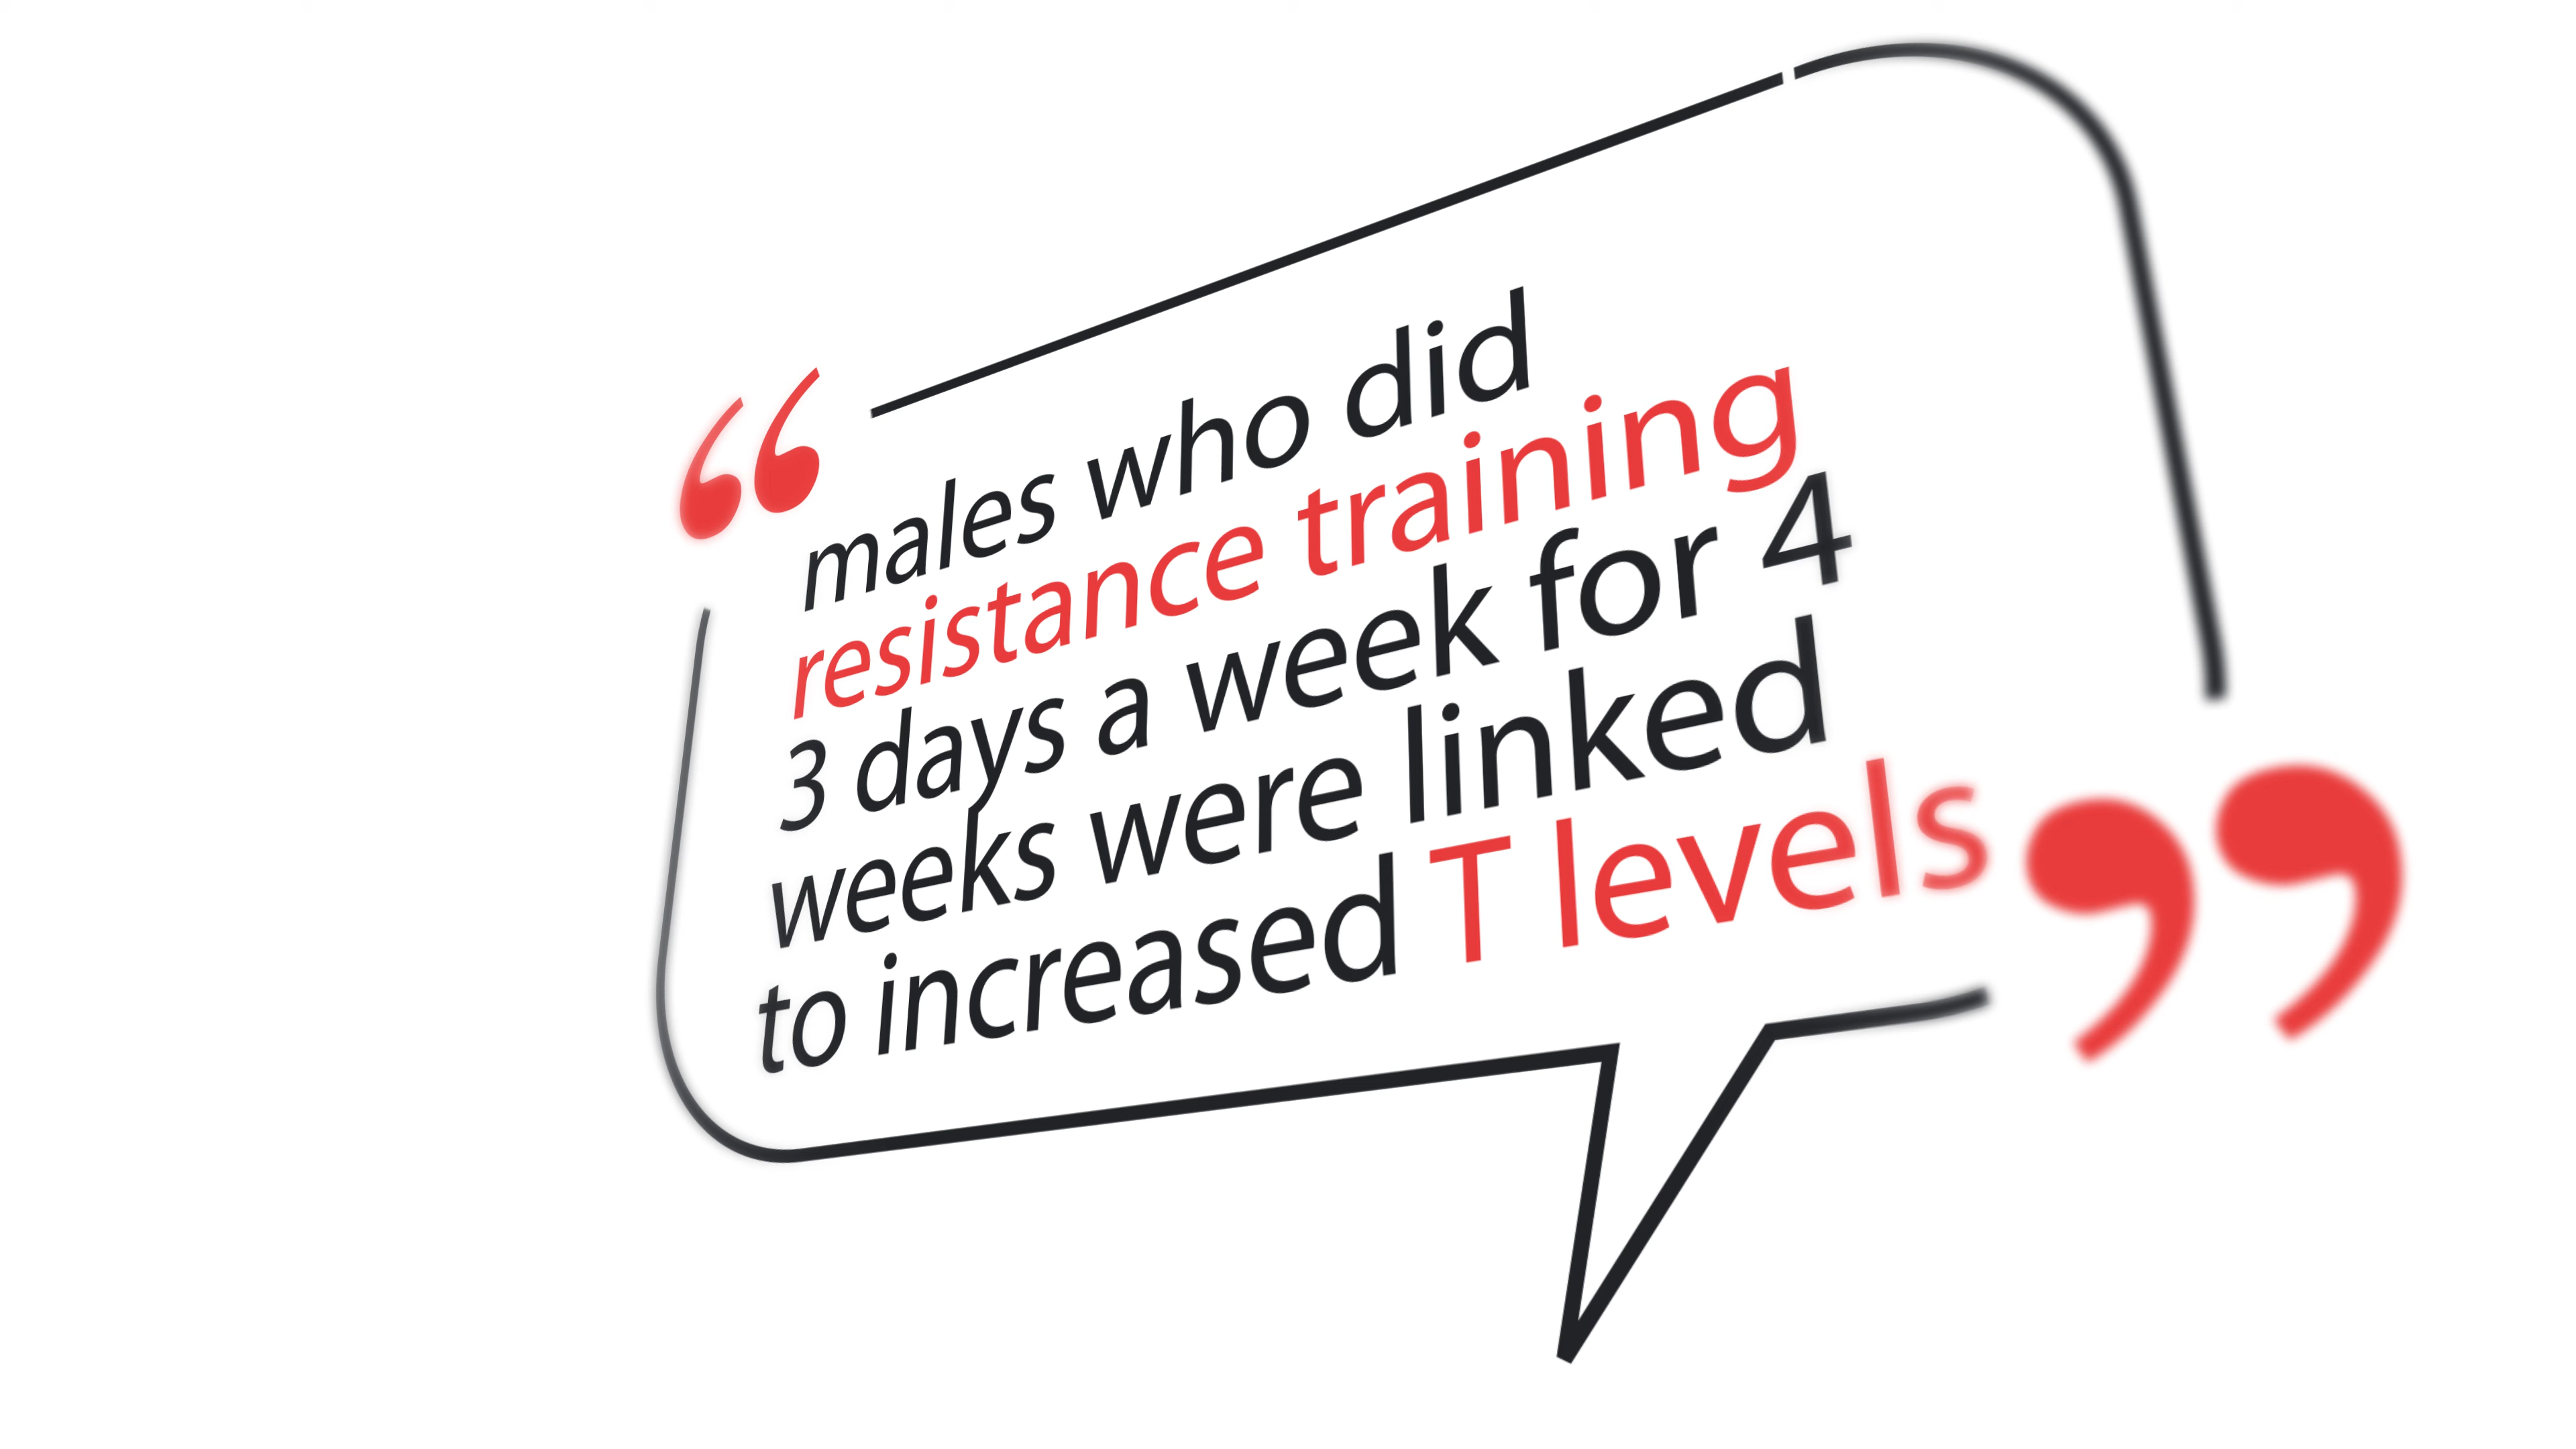 “males who did
resistance training
3 days a week for 4
weeks were linked
to increased T levels”